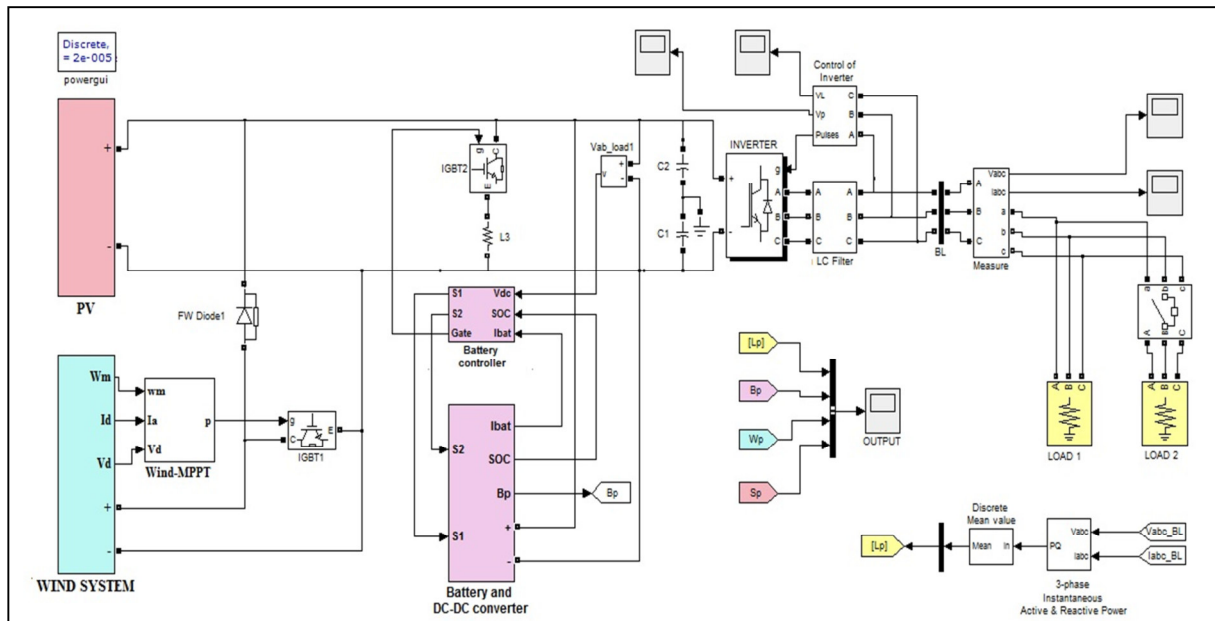 Discrete,
= 2e-005
powergui
+
-
PV
FW Diode1
Wm
Id
Vd
+
-
WIND SYSTEM
wm
Ia
Vd
p
Wind-MPPT
g
C
E
IGBT1
g
C
E
IGBT2
L3
S1
S2
Gate
Vdc
SOC
Ibat
Battery
controller
S2
S1
Ibat
SOC
Bp
+
-
Battery and
DC-DC converter
Bp
Vab_load1
+
-
v
C2
C1
INVERTER
g
+
-
A
B
C
Control of
Inverter
VL
Vp
Pulses
C
B
A
A
B
C
A
B
C
LC Filter
BL
A
B
C
Vabc
Iabc
a
b
c
Measure
a
b
c
A
B
C
A
B
C
LOAD 1
A
B
C
LOAD 2
[Lp]
Bp
Wp
Sp
OUTPUT
[Lp]
Discrete
Mean value
Mean
In
PQ
Vabc
Iabc
3-phase
Instantaneous
Active & Reactive Power
Vabc_BL
Iabc_BL